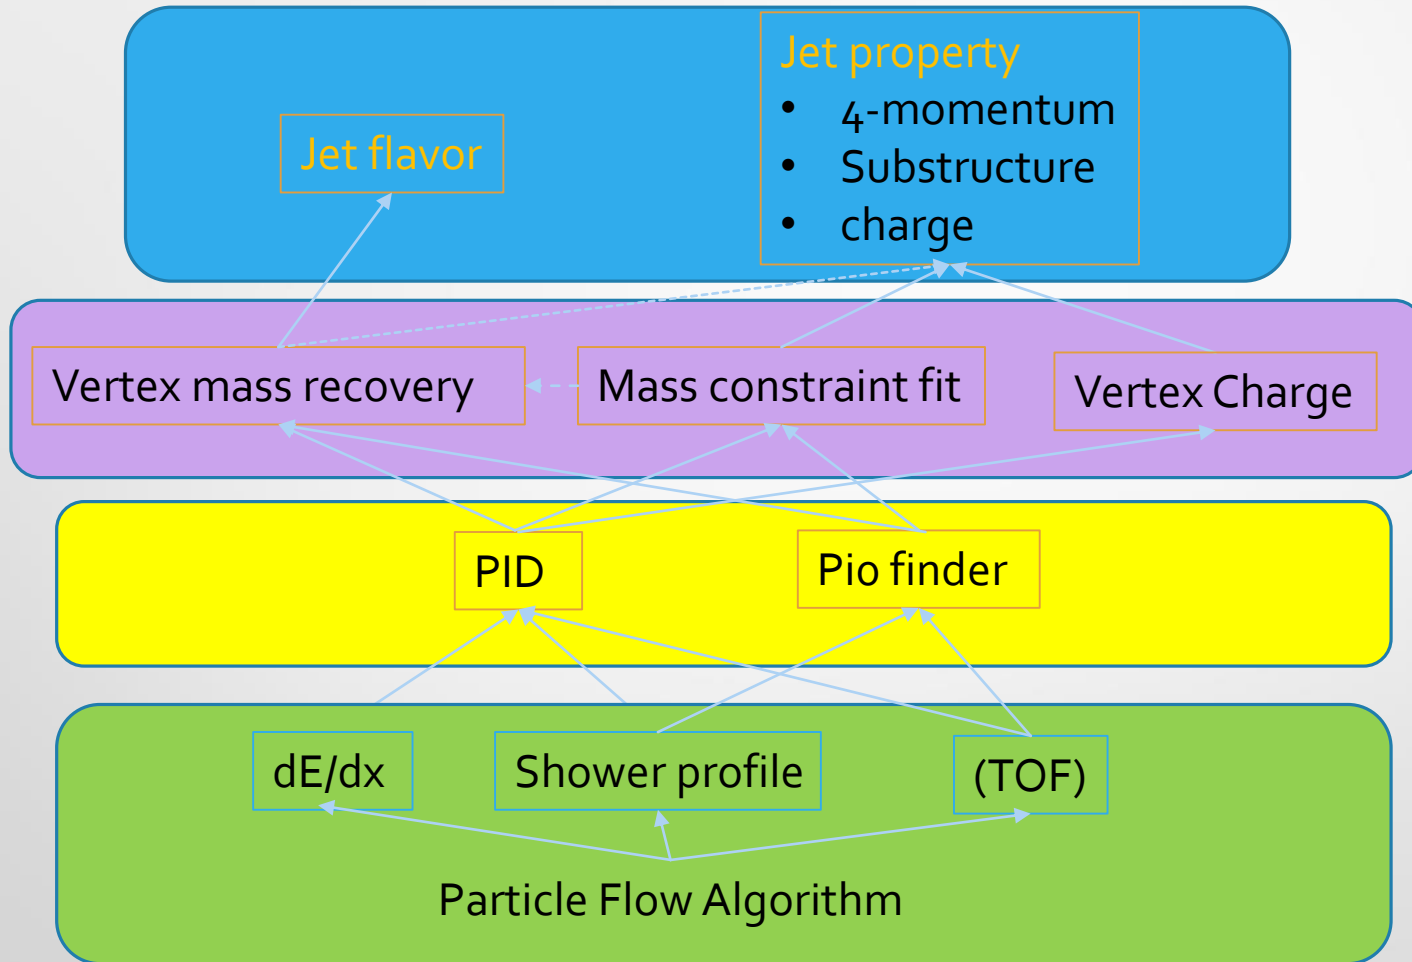 Jet property
• 4-momentum
• Substructure
• charge
Jet flavor
Vertex mass recovery
Mass constraint fit
Vertex Charge
PID
Pio finder
dE/dx
Shower profile
(TOF)
Particle Flow Algorithm